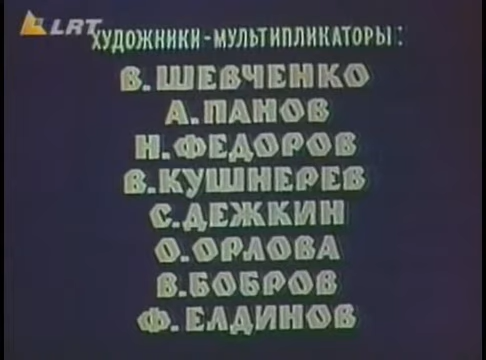 LRT
ХУДОЖНИКИ-МУЛЬТИПЛИКАТОРЫ:
В.ШЕВЧЕНКО
А.ПАНОВ
Н.ФЕДОРОВ
В.КУШНЕРЕВ
С.ДЕЖКИН
О.ОРЛОВА
В.БОБРОВ
Ф.ЕЛДИНОВ